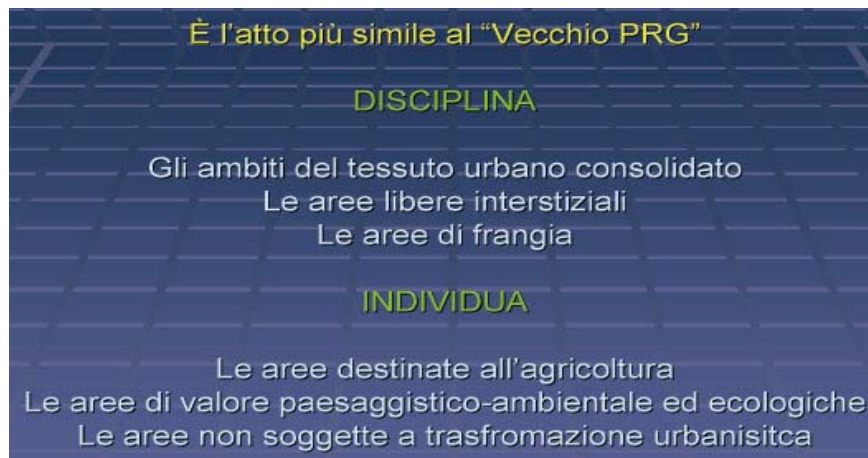 È l'atto più simile al “Vecchio PRG”
DISCIPLINA
Gli ambiti del tessuto urbano consolidato
Le aree libere interstiziali
Le aree di frangia
INDIVIDUA
Le aree destinate all'agricoltura
Le aree di valore paesaggistico-ambientale ed ecologiche
Le aree non soggette a trasfromazione urbanisitca